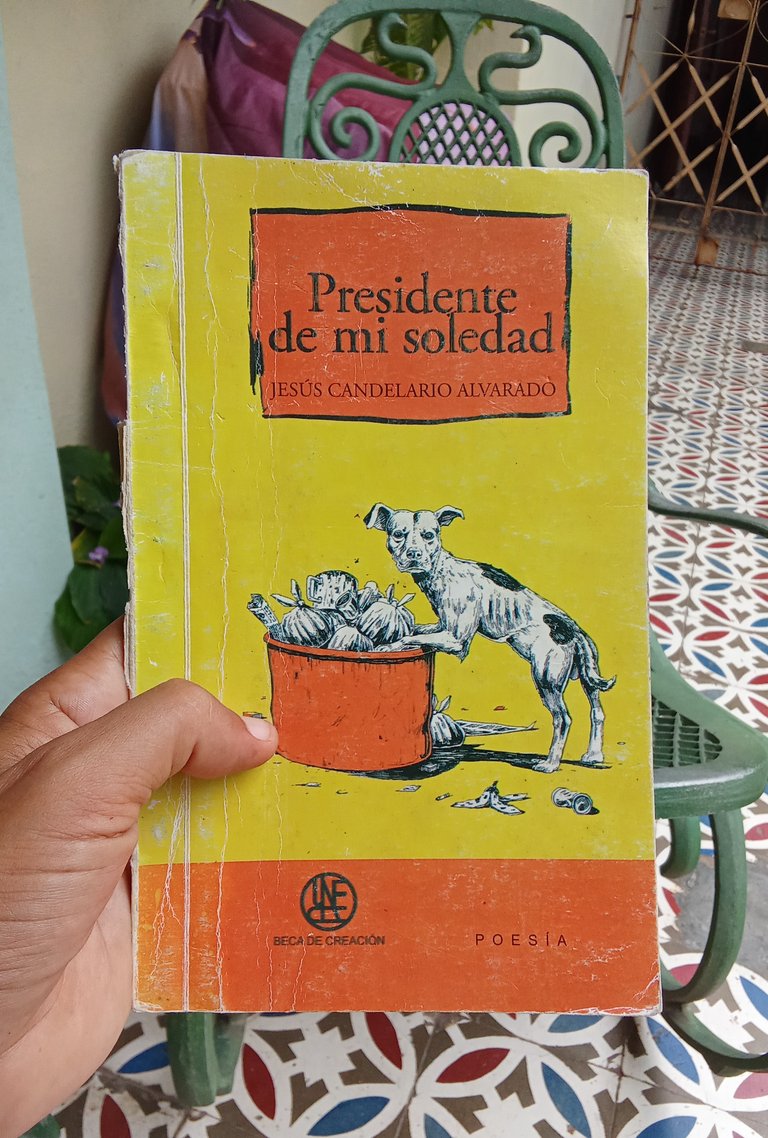 Presidente
de mi soledad
JESÚS CANDELARIO ALVARADO
BECA DE CREACIÓN
POESÍA